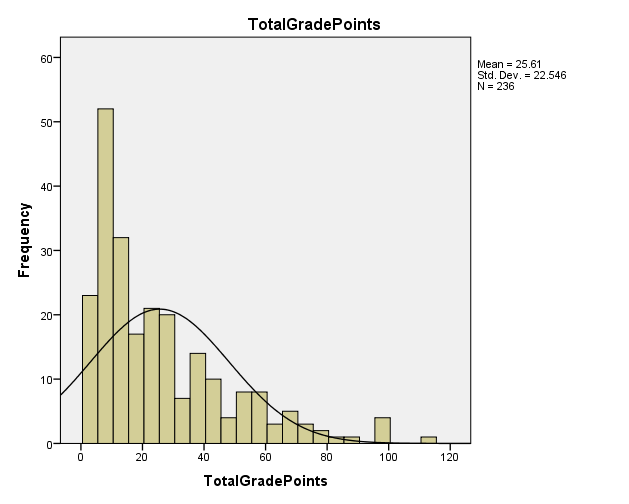 TotalGradePoints
Mean = 25.61
Std. Dev. = 22.546
N = 236
Frequency
60
50
40
30
20
10
0
0 20 40 60 80 100 120
TotalGradePoints